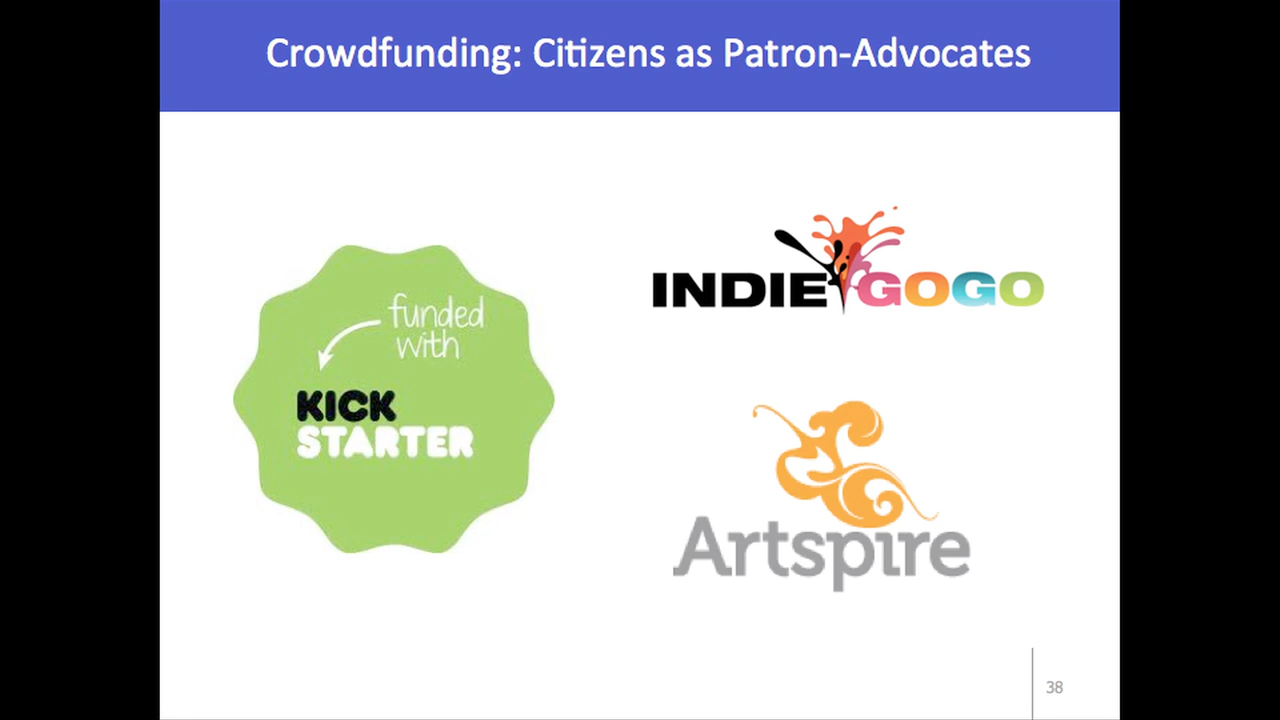 Crowdfunding: Citizens as Patron-Advocates
funded
with
KICK
STARTER
INDIEGOGO
Artspire
38